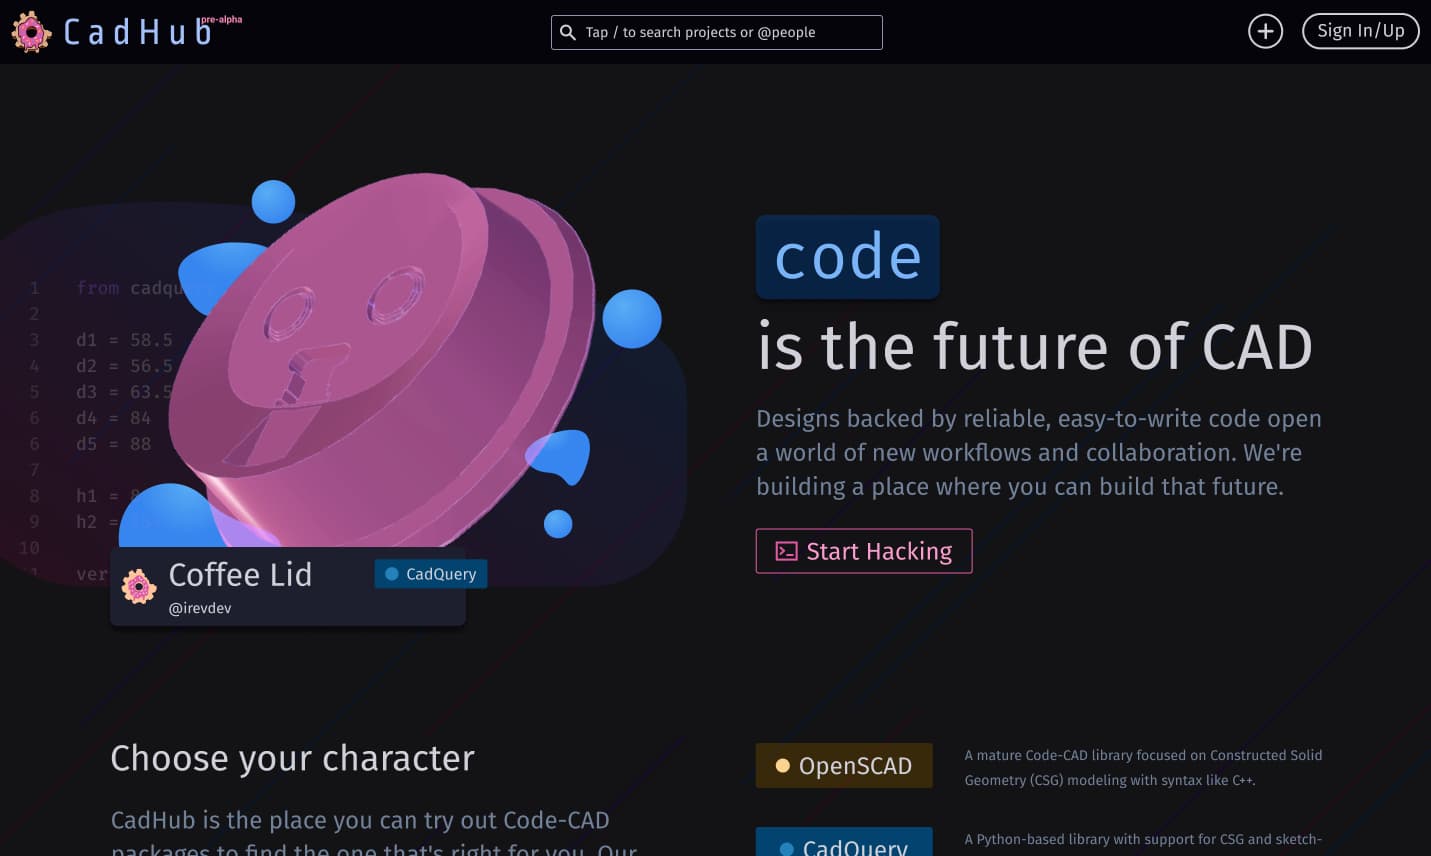 CadHub
pre-alpha
Tap / to search projects or @people
Sign In/Up
1 from cadqu
2
3 d1 = 58.5
4 d2 = 56.5
5 d3 = 63.5
6 d4 = 84
6 d5 = 88
7
8 h1 =
9 h2 =
10
ver
Coffee Lid
@irevdev
CadQuery
code
is the future of CAD
Designs backed by reliable, easy-to-write code open
a world of new workflows and collaboration. We're
building a place where you can build that future.
Start Hacking
Choose your character
CadHub is the place you can try out Code-CAD
packages to find the one that's right for you. Our
OpenSCAD
A mature Code-CAD library focused on Constructed Solid
Geometry (CSG) modeling with syntax like C++.
CadQuery
A Python-based library with support for CSG and sketch-